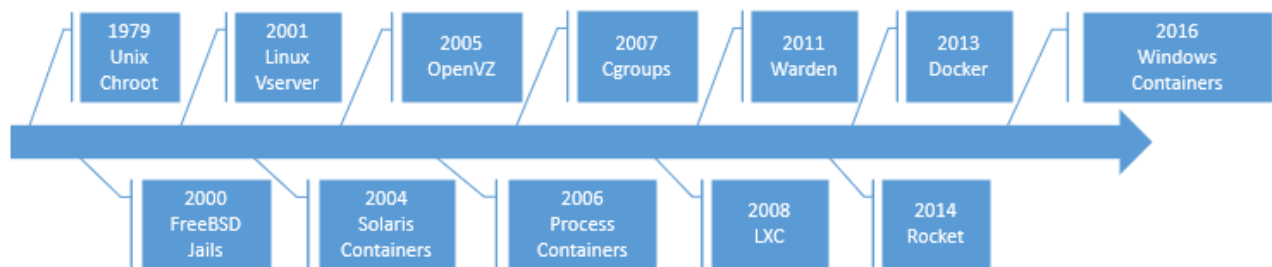 1979
Unix
Chroot
2001
Linux
Vserver
2005
OpenVZ
2007
Cgroups
2011
Warden
2013
Docker
2016
Windows
Containers
2000
FreeBSD
Jails
2004
Solaris
Containers
2006
Process
Containers
2008
LXC
2014
Rocket